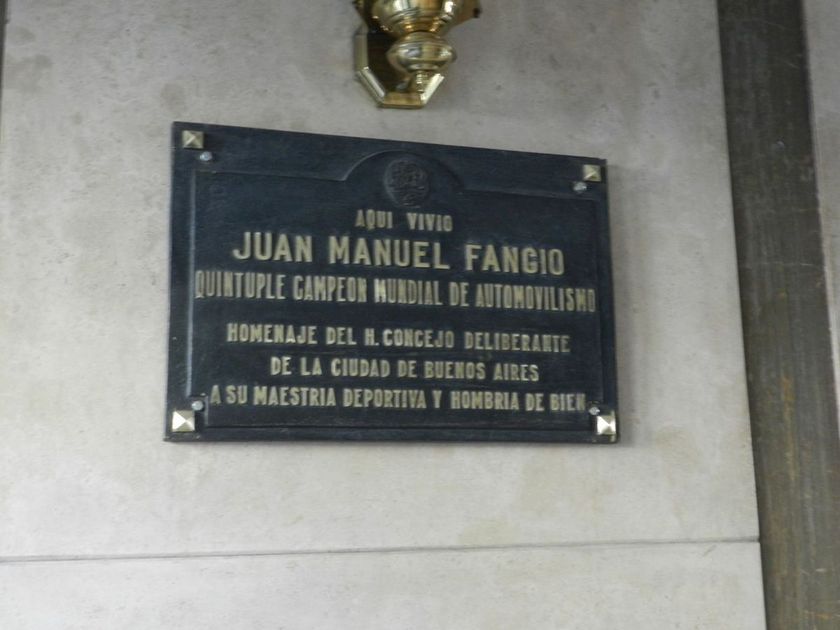 AQUI VIVIO
JUAN MANUEL FANGIO
QUINTUPLE CAMPEON MUNDIAL DE AUTOMOVILISMO
HOMENAJE DEL H. CONCEJO DELIBERANTE
DE LA CIUDAD DE BUENOS AIRES
A SU MAESTRIA DEPORTIVA Y HOMBRIA DE BIEN